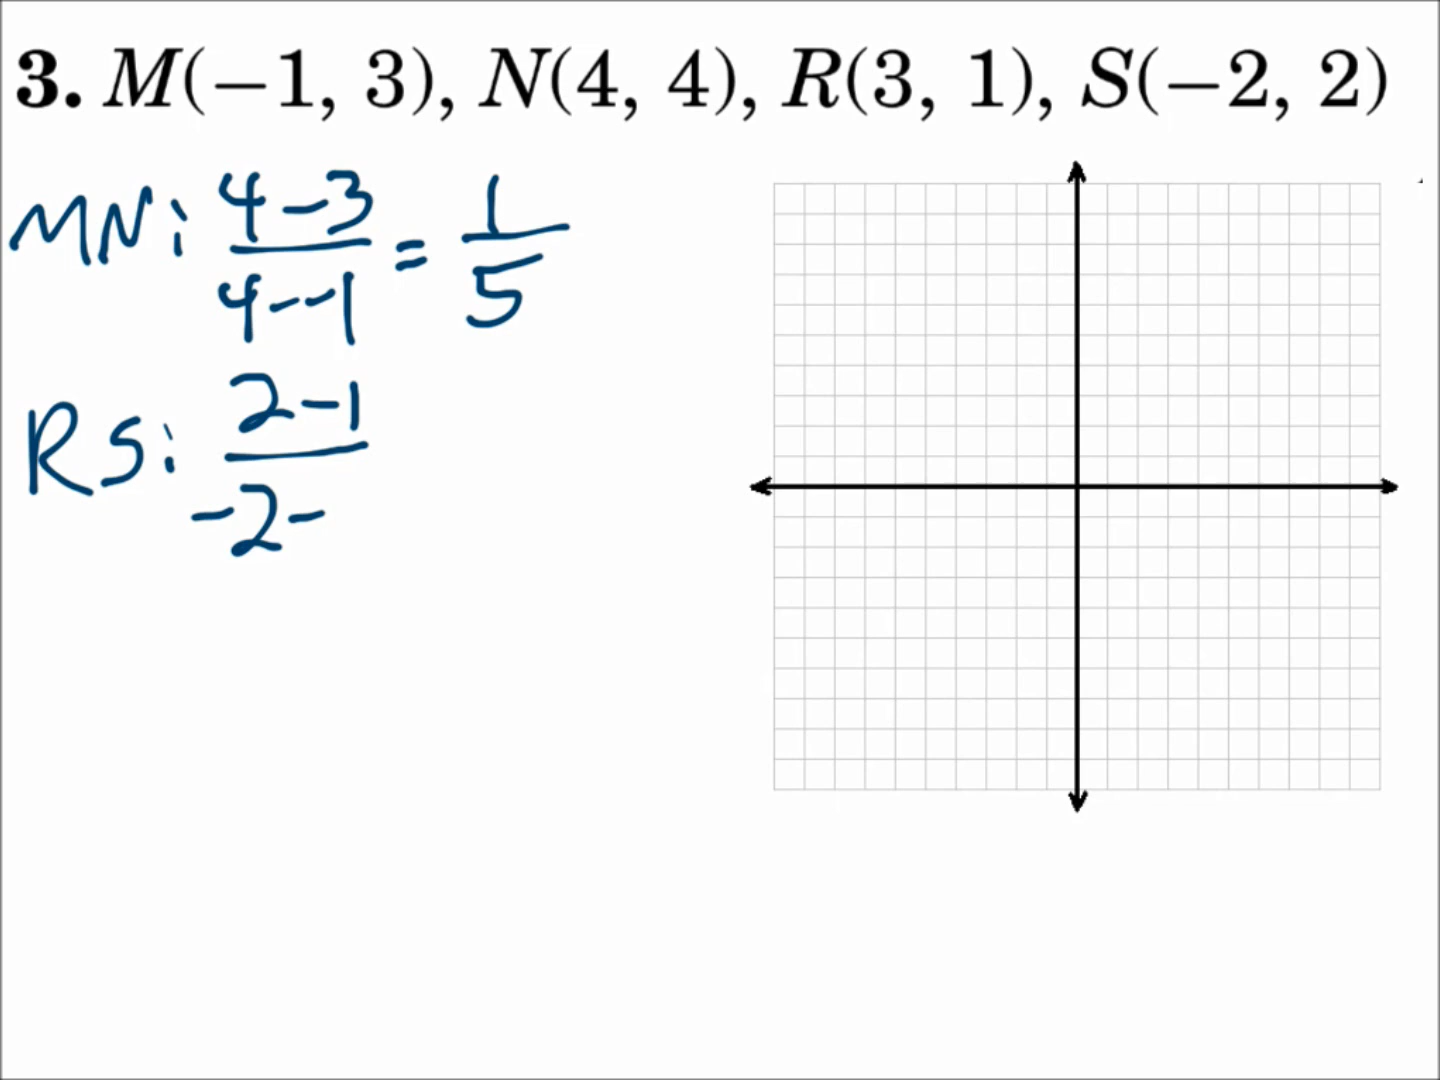 3. M(−1, 3), N(4, 4), R(3, 1), S(−2, 2)
MN: 4-3 / 4--1 = 1/5
RS: 2-1 / -2-